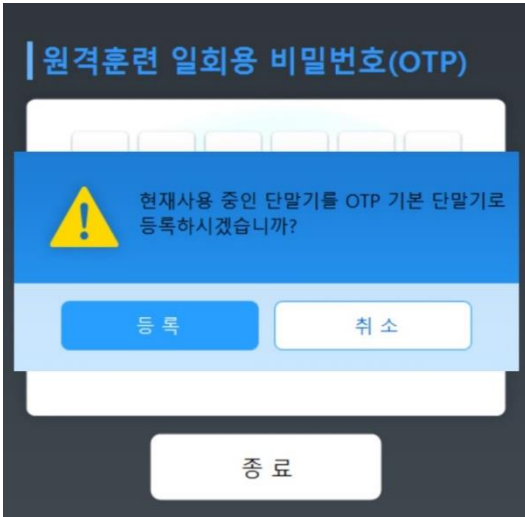 원격훈련 일회용 비밀번호(OTP)
현재사용 중인 단말기를 OTP 기본 단말기로
등록하시겠습니까?
등 록
취 소
종 료